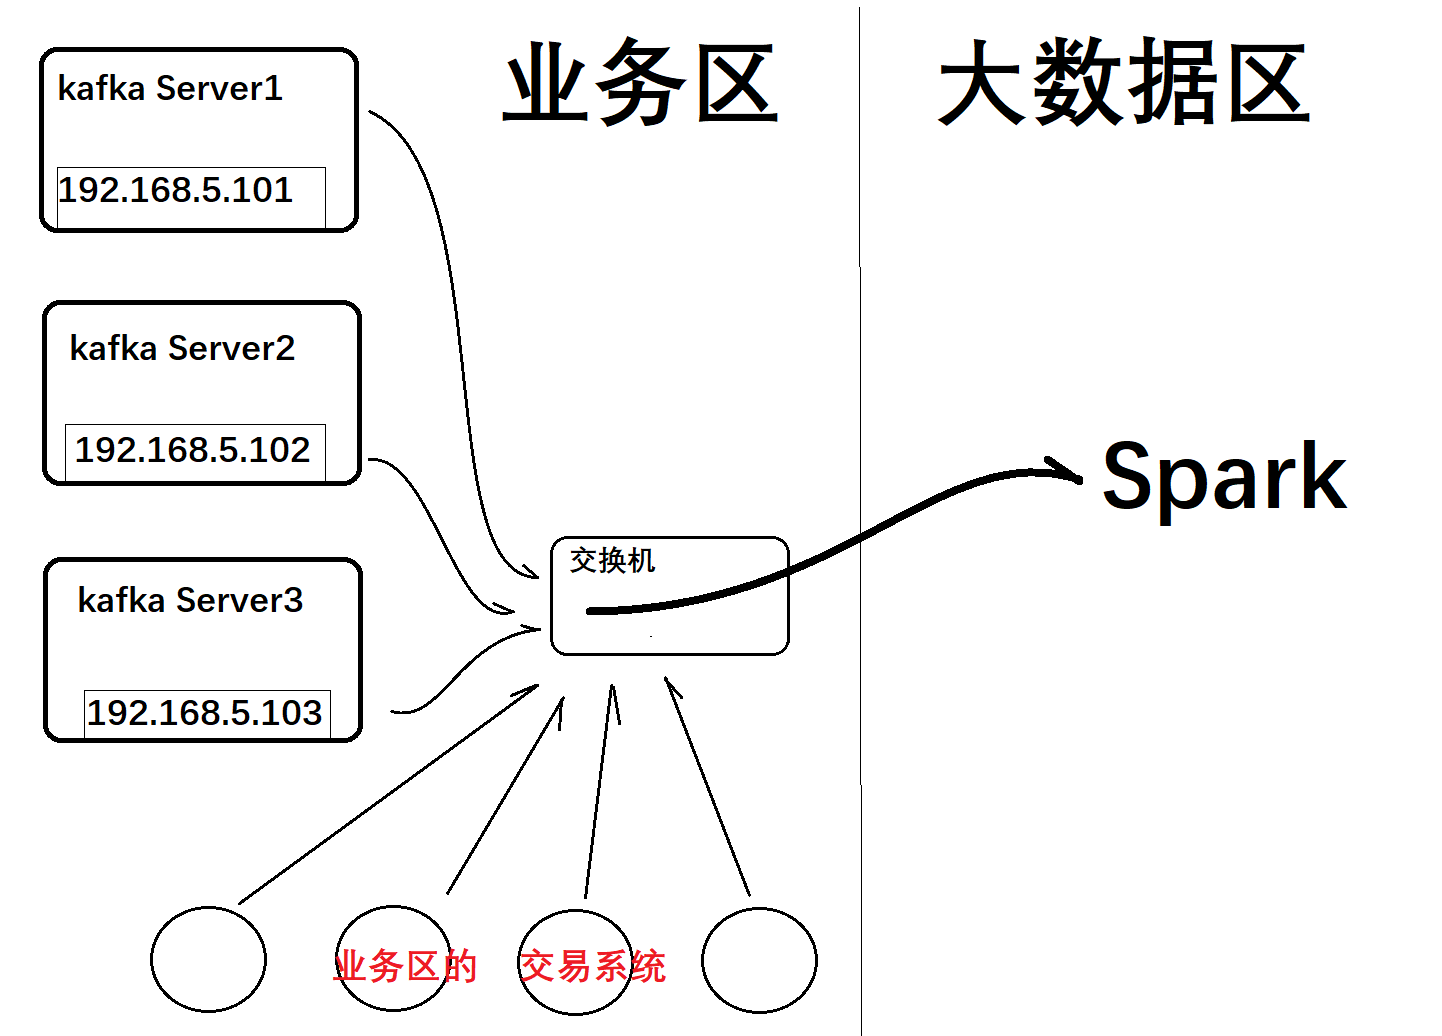 业务区
大数据区
kafka Server1
192.168.5.101
kafka Server2
192.168.5.102
kafka Server3
192.168.5.103
交换机
Spark
业务区的
交易系统